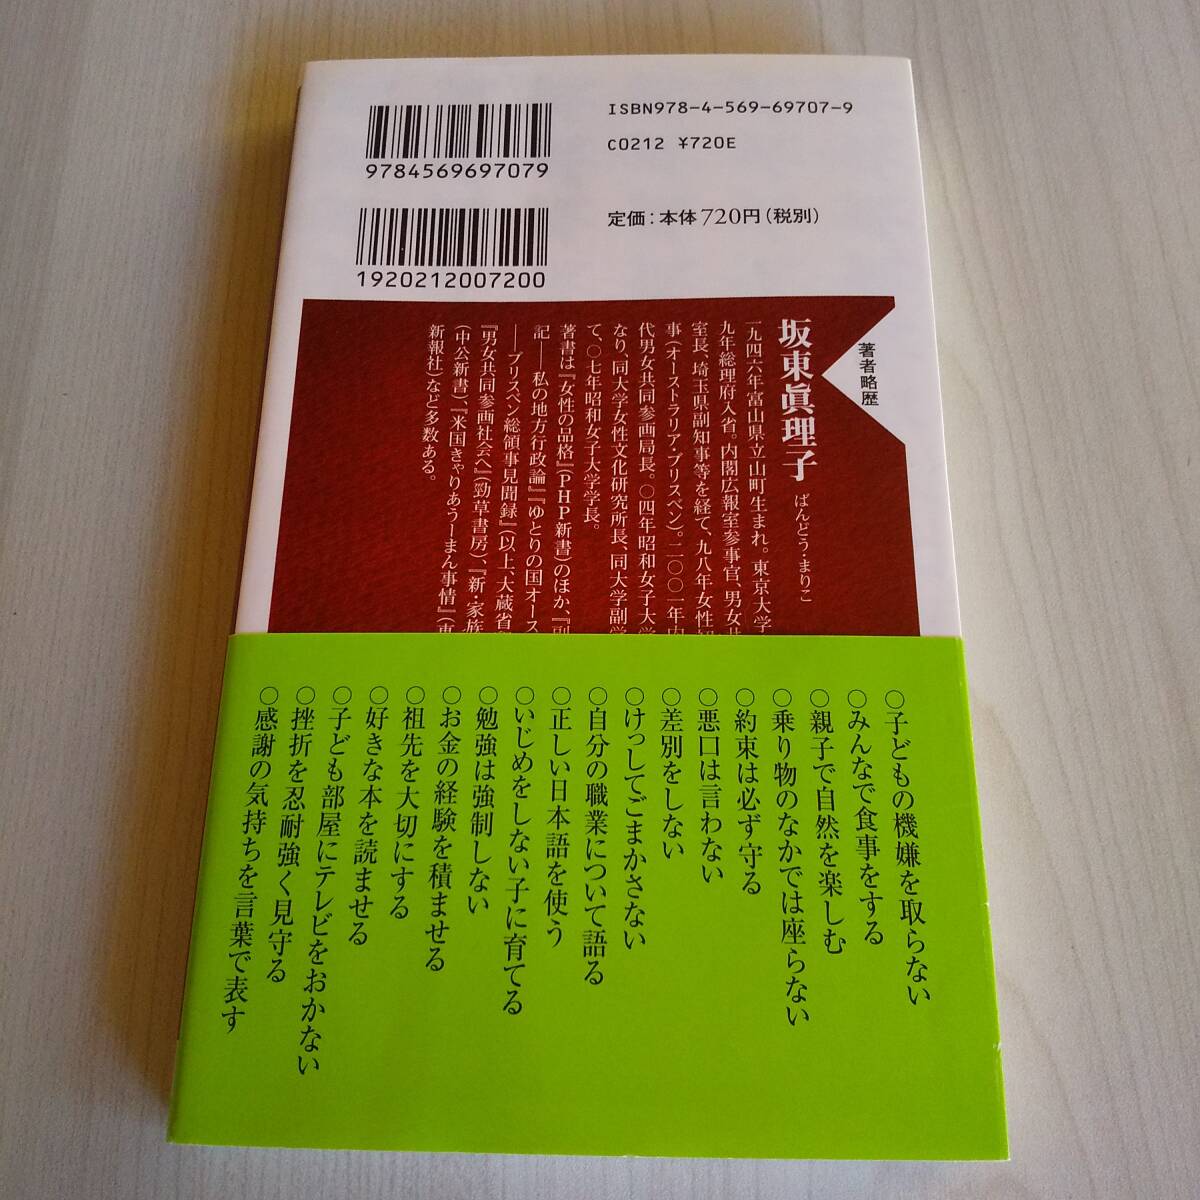 ISBN978-4-569-69707-9
C0212 ¥720E
9784569697079
定価：本体720円（税別）
1920212007200
著者略歴
坂東眞理子 ばんどう・まりこ
一九四六年富山県立山町生まれ。東京大学
九年総理府入省。内閣広報室参事官、男女共
室長、埼玉県副知事等を経て、九八年女性初
事（オーストラリア・ブリスベン）。二〇〇一年内
代男女共同参画局長。〇四年昭和女子大学
なり、同大学女性文化研究所長、同大学副学
て、〇七年昭和女子大学学長。
著書は『女性の品格』（PHP新書）のほか、『副
記――私の地方行政論』『ゆとりの国オース
――ブリスベン総領事見聞録』（以上、大蔵省
『男女共同参画社会へ』（勁草書房）、『新・家族
（中公新書）、『米国きゃりあうーまん事情』（東
新報社）など多数ある。
○子どもの機嫌を取らない
○みんなで食事をする
○親子で自然を楽しむ
○乗り物のなかでは座らない
○約束は必ず守る
○悪口は言わない
○差別をしない
○けっしてごまかさない
○自分の職業について語る
○正しい日本語を使う
○いじめをしない子に育てる
○勉強は強制しない
○お金の経験を積ませる
○祖先を大切にする
○好きな本を読ませる
○子ども部屋にテレビをおかない
○挫折を忍耐強く見守る
○感謝の気持ちを言葉で表す